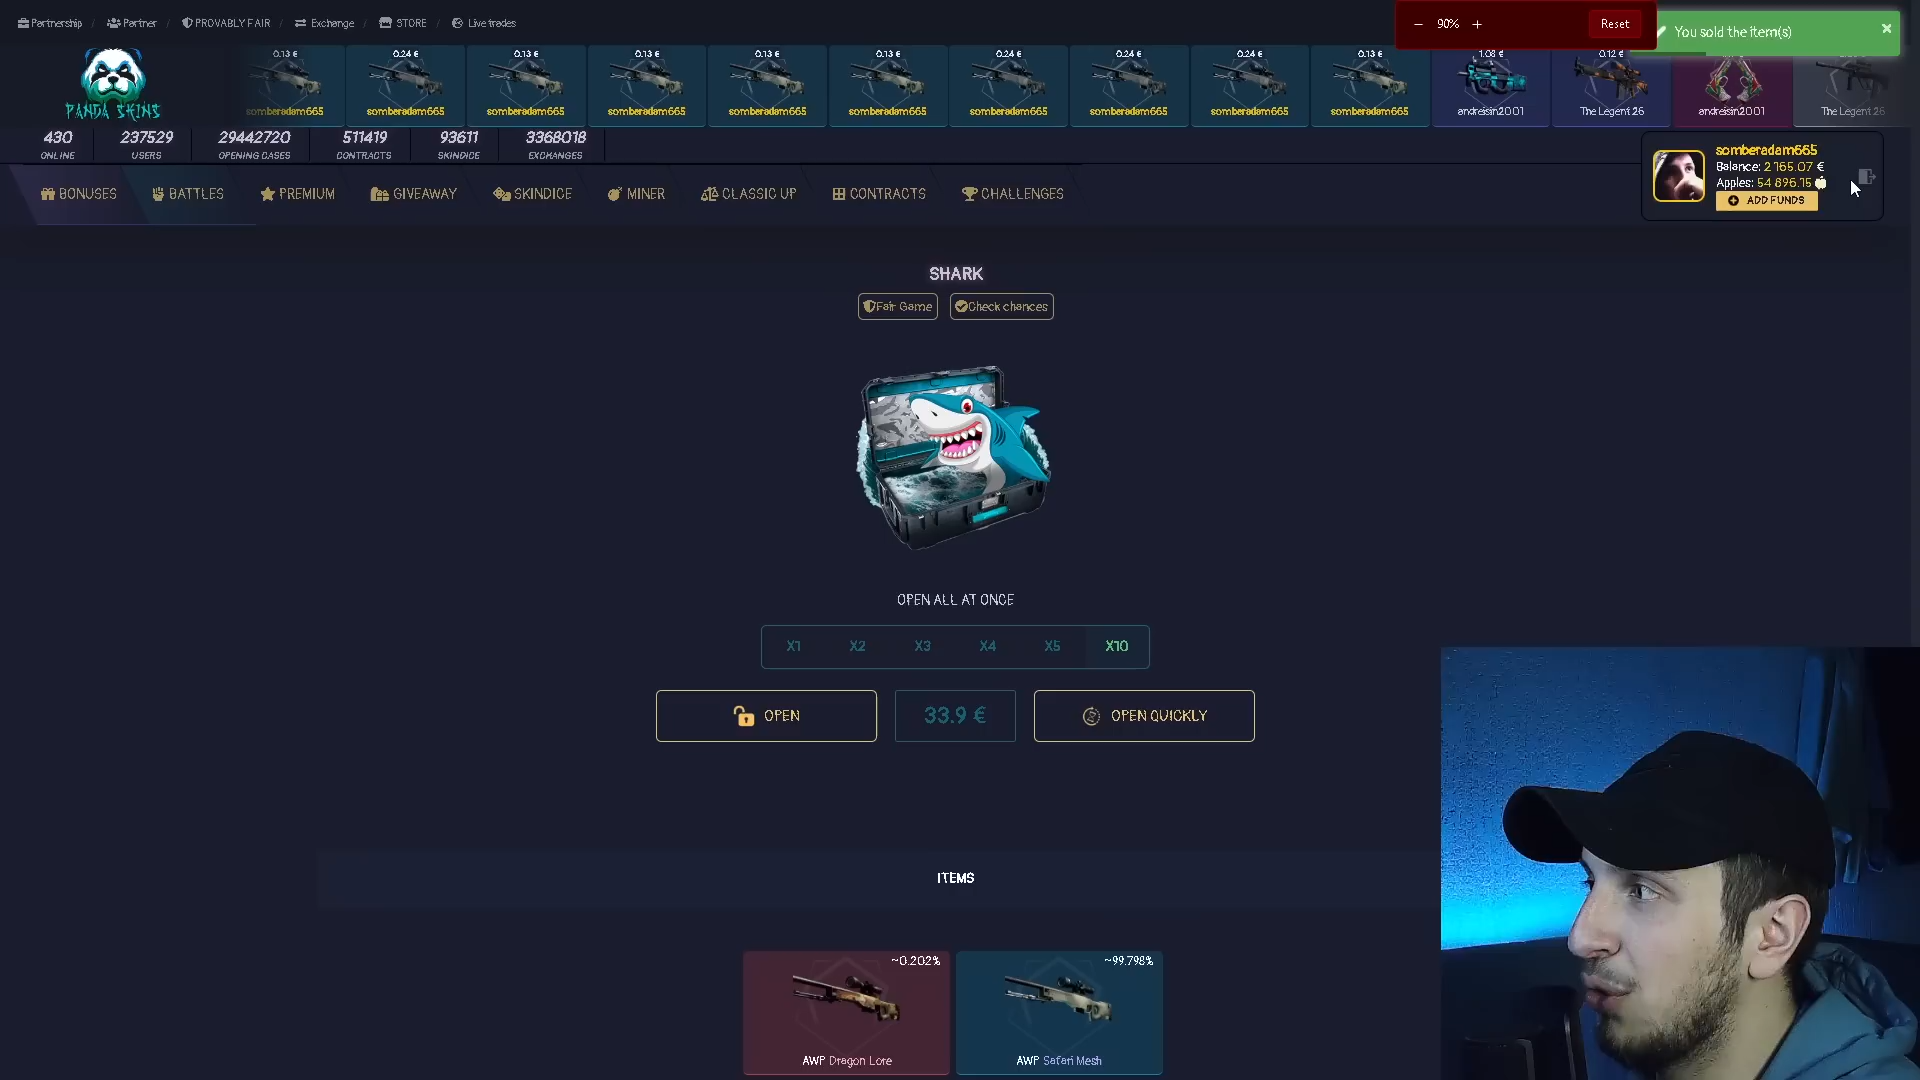 Partnership / Partner / PROVABLY FAIR / Exchange / STORE / Live trades
− 90% + Reset
You sold the item(s) ×
PANDA SKINS
0.13 € 0.24 € 0.13 € 0.13 € 0.13 € 0.13 € 0.24 € 0.24 € 0.24 € 0.13 € 1.08 € 0.12 €
somberadam665 somberadam665 somberadam665 somberadam665 somberadam665 somberadam665 somberadam665 somberadam665 somberadam665 somberadam665 andreisin2001 The Legent 26 andreisin2001 The Legent 26
430 237529 29442720 511419 93611 3368018
ONLINE USERS OPENING CASES CONTRACTS SKINDICE EXCHANGES
somberadam665
Balance: 2 165.07 €
Apples: 54 896.15
ADD FUNDS
BONUSES BATTLES PREMIUM GIVEAWAY SKINDICE MINER CLASSIC UP CONTRACTS CHALLENGES
SHARK
Fair Game Check chances
OPEN ALL AT ONCE
X1 X2 X3 X4 X5 X10
OPEN 33.9 € OPEN QUICKLY
ITEMS
~0.202% ~99.798%
AWP Dragon Lore AWP Safari Mesh